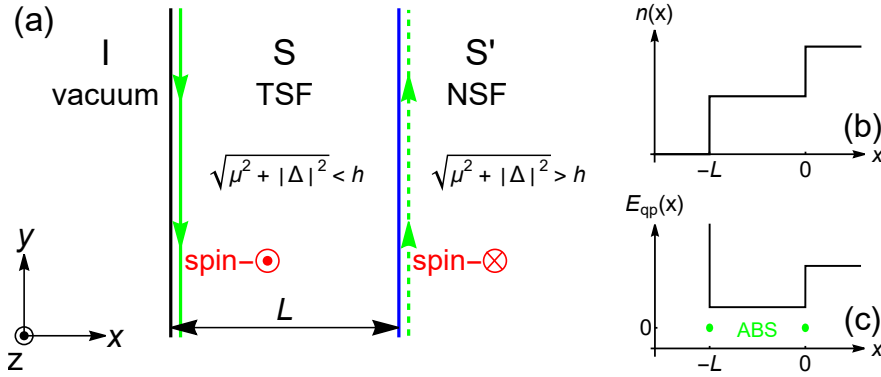 (a)
I S S'
vacuum TSF NSF
√μ² + |Δ|² < h √μ² + |Δ|² > h
spin-⊙ spin-⊗
L
y
x
z
n(x)
(b)
-L 0 x
E_qp(x)
0 ABS (c)
-L 0 x